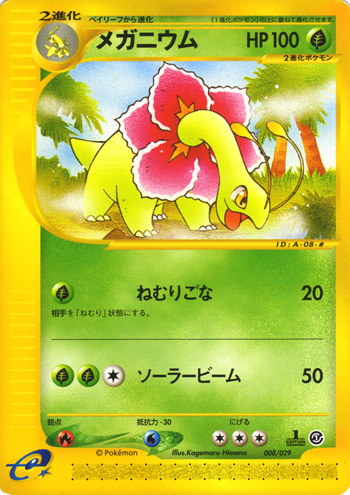 2進化
ベイリーフから進化
「1進化ポケモン」の上に重ねて進化させます
メガニウム HP100
2進化ポケモン
ID:A-08-#
ねむりごな 20
相手を「ねむり」状態にする。
ソーラービーム 50
弱点 抵抗力-30 にげる
1 EDITION
©Pokémon Illus.Kagemaru Himeno 008/029
e